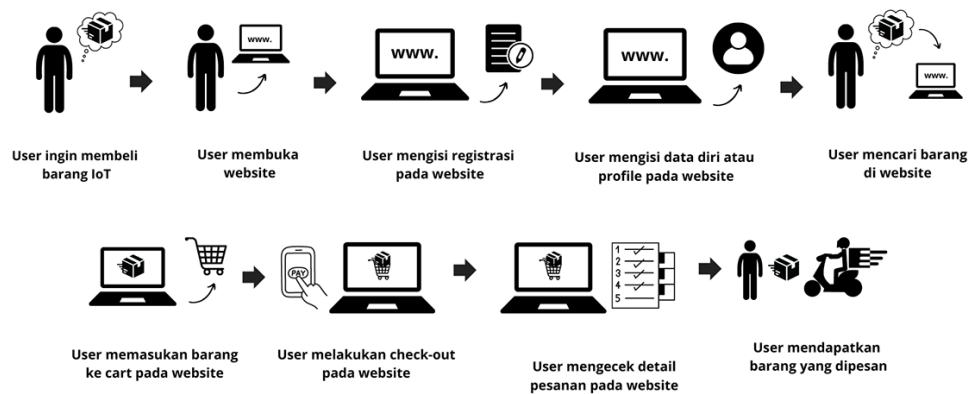 www.
www.
www.
www.
User ingin membeli
barang IoT
User membuka
website
User mengisi registrasi
pada website
User mengisi data diri atau
profile pada website
User mencari barang
di website
PAY
1
2
3
4
5
User memasukan barang
ke cart pada website
User melakukan check-out
pada website
User mengecek detail
pesanan pada website
User mendapatkan
barang yang dipesan